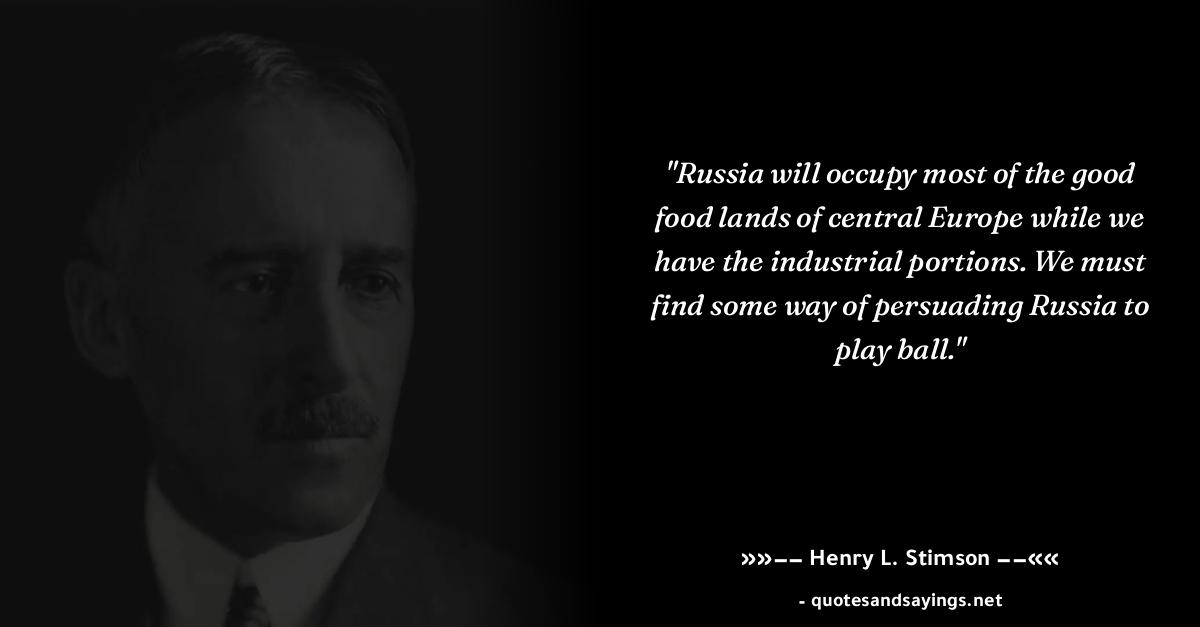 "Russia will occupy most of the good
food lands of central Europe while we
have the industrial portions. We must
find some way of persuading Russia to
play ball."
»»–– Henry L. Stimson ––««
- quotesandsayings.net